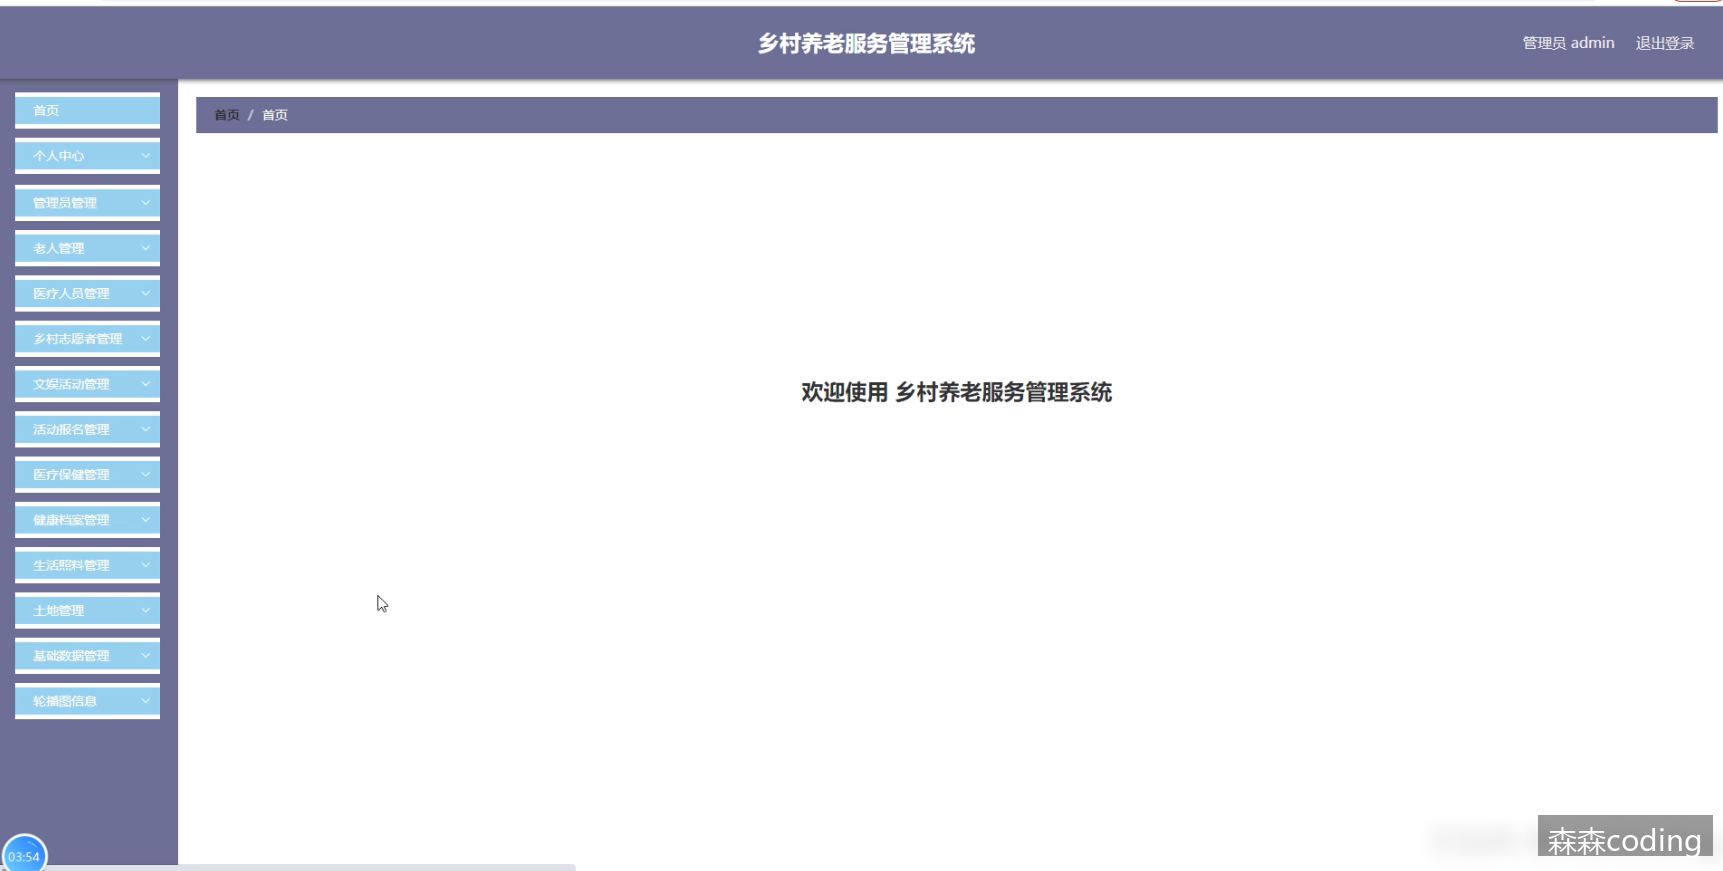 乡村养老服务管理系统
管理员 admin
退出登录
首页
个人中心
管理员管理
老人管理
医疗人员管理
乡村志愿者管理
文娱活动管理
活动报名管理
医疗保健管理
健康档案管理
生活照料管理
土地管理
基础数据管理
轮播图信息
首页 / 首页
欢迎使用 乡村养老服务管理系统
03:54
森森coding